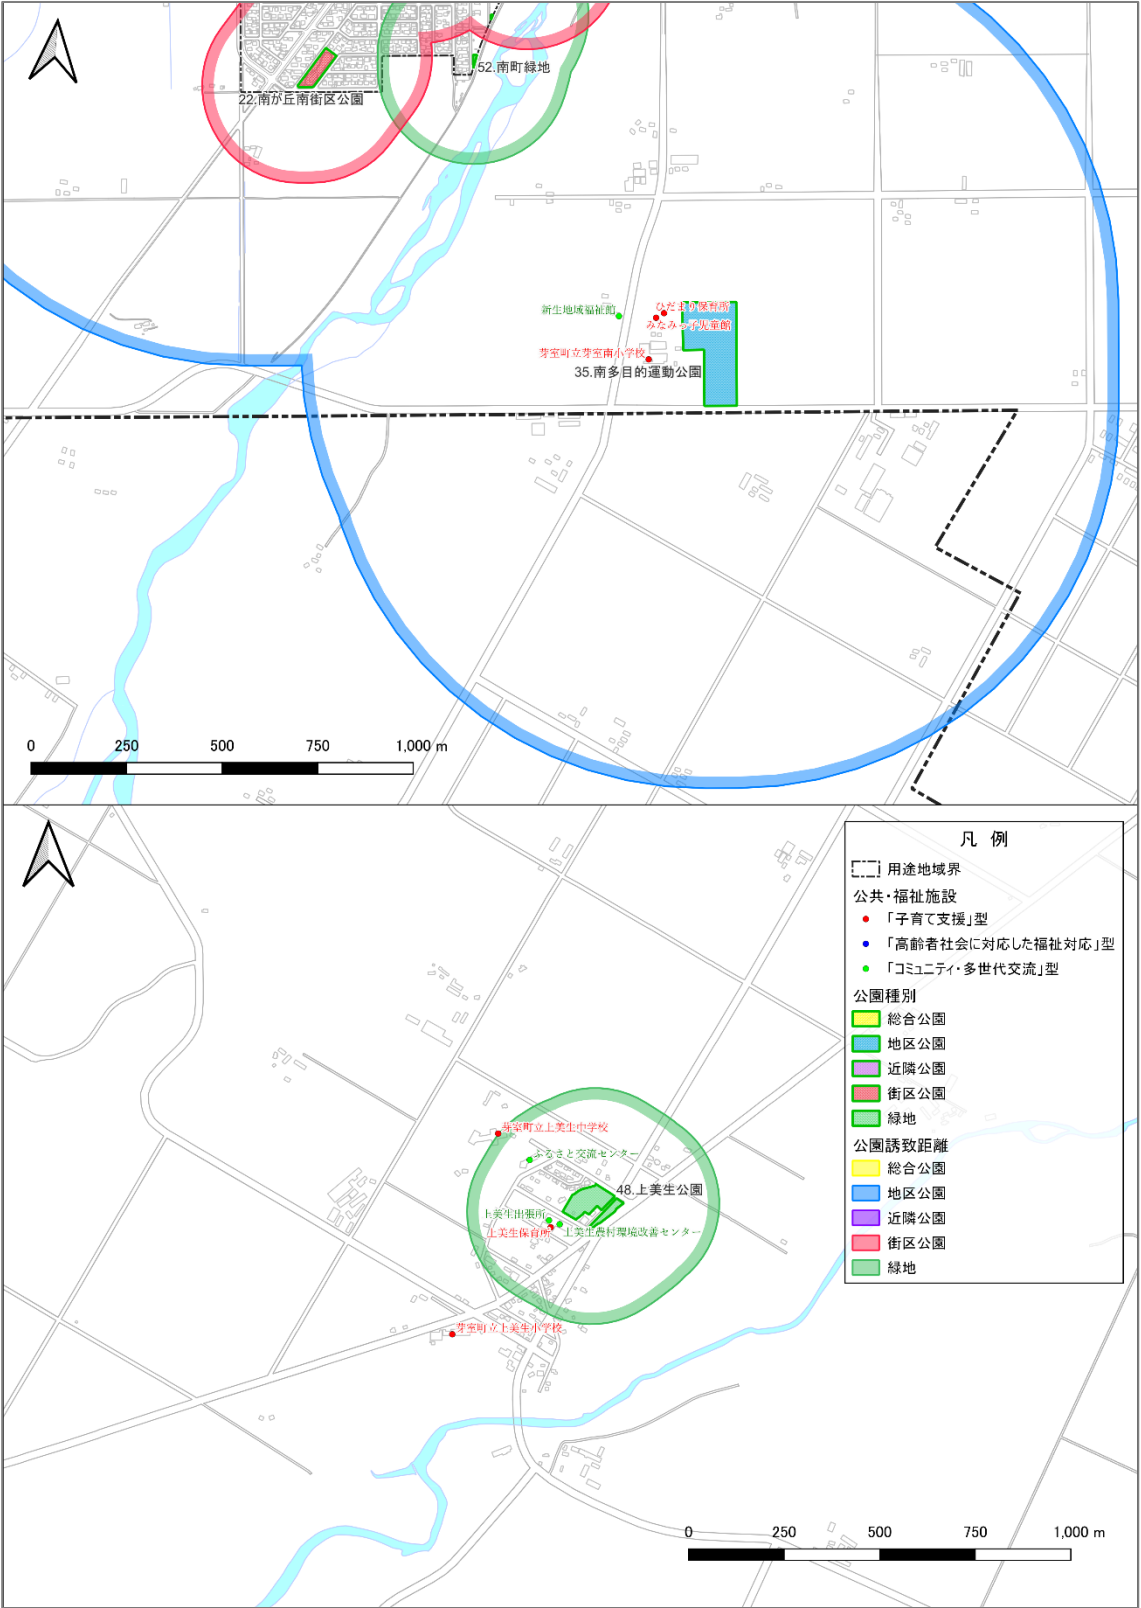 52.南町緑地
22.南が丘南街区公園
新生地域福祉館
ひだまり保育所
みなみっ子児童館
芽室町立芽室南小学校
35.南多目的運動公園
0 250 500 750 1,000 m
凡 例
用途地域界
公共・福祉施設
「子育て支援」型
「高齢者社会に対応した福祉対応」型
「コミュニティ・多世代交流」型
公園種別
総合公園
地区公園
近隣公園
街区公園
緑地
公園誘致距離
総合公園
地区公園
近隣公園
街区公園
緑地
芽室町立上美生中学校
ふるさと交流センター
48.上美生公園
上美生出張所
上美生保育所
上美生農村環境改善センター
芽室町立上美生小学校
0 250 500 750 1,000 m